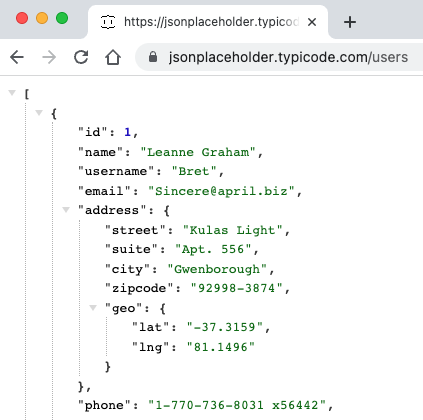 https://jsonplaceholder.typicod
jsonplaceholder.typicode.com/users
[
{
"id": 1,
"name": "Leanne Graham",
"username": "Bret",
"email": "Sincere@april.biz",
"address": {
"street": "Kulas Light",
"suite": "Apt. 556",
"city": "Gwenborough",
"zipcode": "92998-3874",
"geo": {
"lat": "-37.3159",
"lng": "81.1496"
}
},
"phone": "1-770-736-8031 x56442",